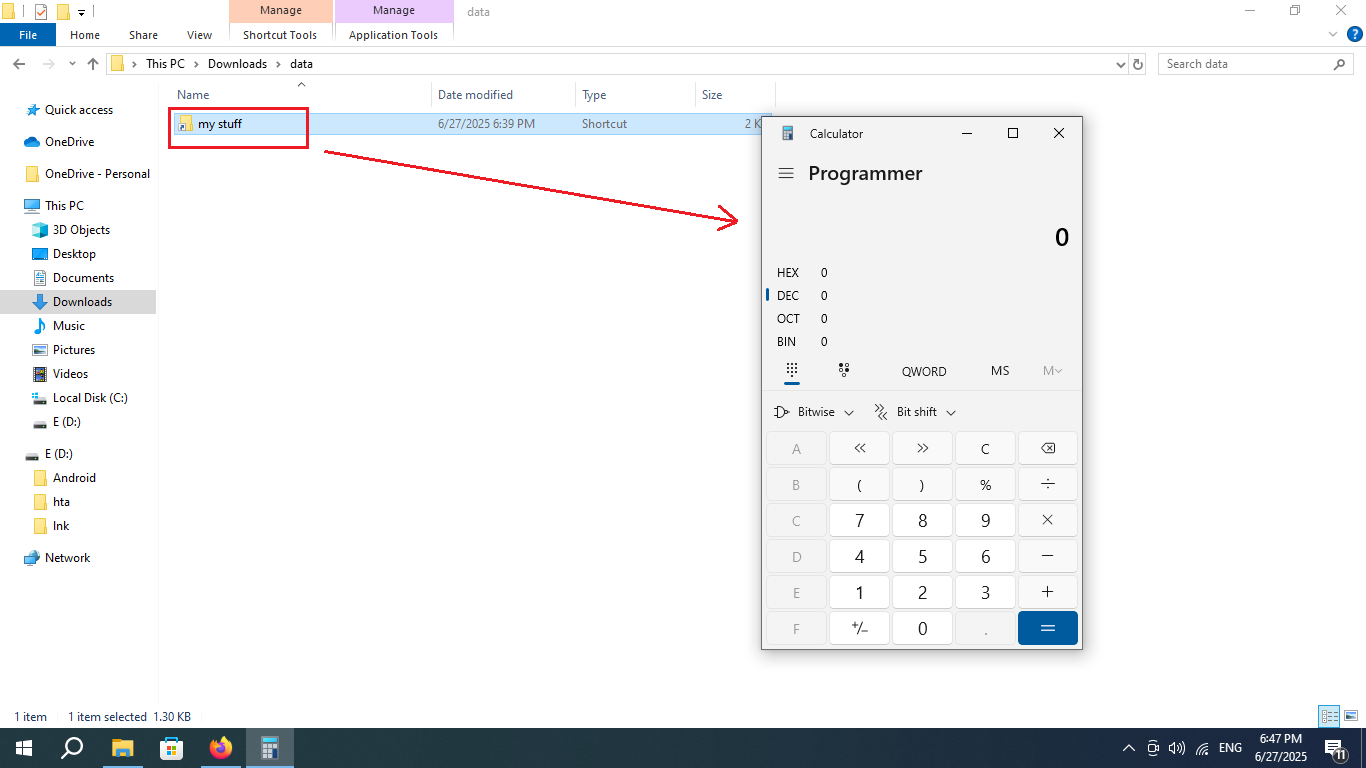 Manage Manage data
File Home Share View Shortcut Tools Application Tools
This PC Downloads data Search data
Name Date modified Type Size
my stuff 6/27/2025 6:39 PM Shortcut 2
Quick access
OneDrive
OneDrive - Personal
This PC
3D Objects
Desktop
Documents
Downloads
Music
Pictures
Videos
Local Disk (C:)
E (D:)
E (D:)
Android
hta
lnk
Network
Calculator
Programmer
0
HEX 0
DEC 0
OCT 0
BIN 0
QWORD MS M
Bitwise Bit shift
A << >> C
B ( ) % ÷
C 7 8 9 ×
D 4 5 6 −
E 1 2 3 +
F +/− 0 . =
1 item 1 item selected 1.30 KB
ENG 6:47 PM
6/27/2025 11